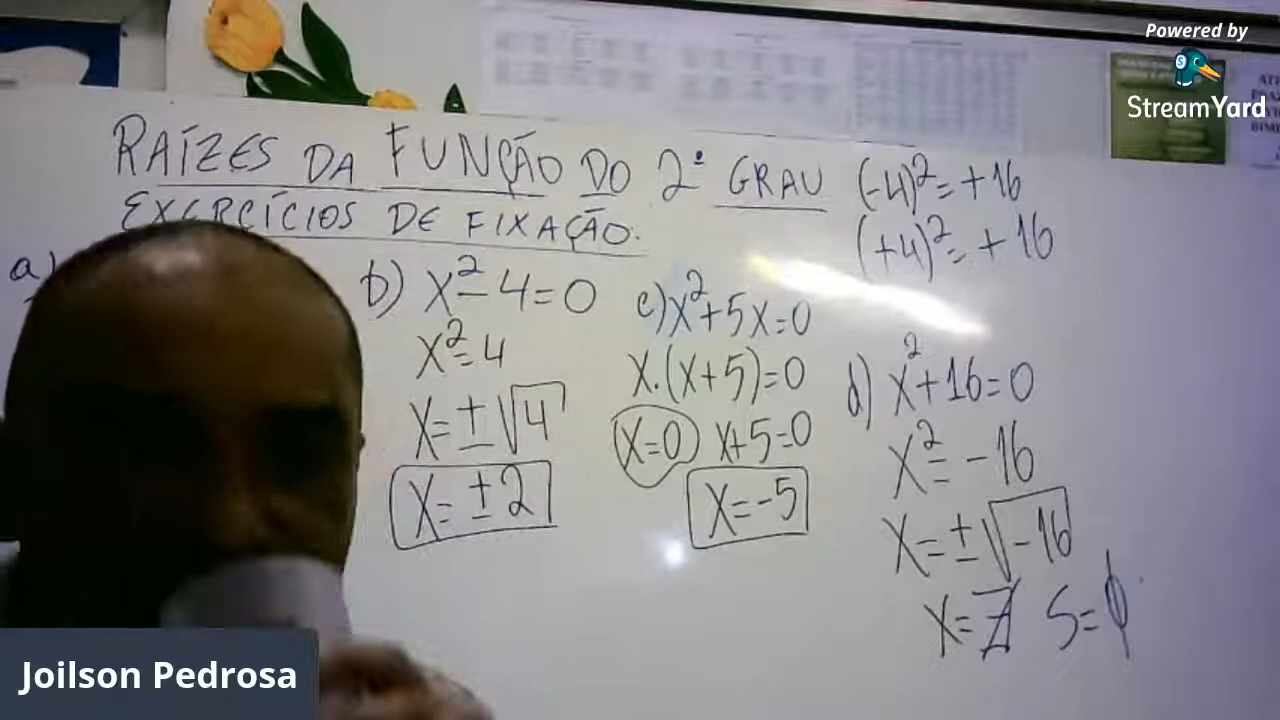 Powered by
StreamYard
RAÍZES DA FUNÇÃO DO 2º GRAU
EXERCÍCIOS DE FIXAÇÃO.
(-4)²=+16
(+4)²=+16
a)
b) X²-4=0
X²=4
X=±√4
X=±2
c) X²+5X=0
X.(X+5)=0
X=0 X+5=0
X=-5
d) X²+16=0
X²=-16
X=±√-16
X=∄ S=ϕ
Joilson Pedrosa